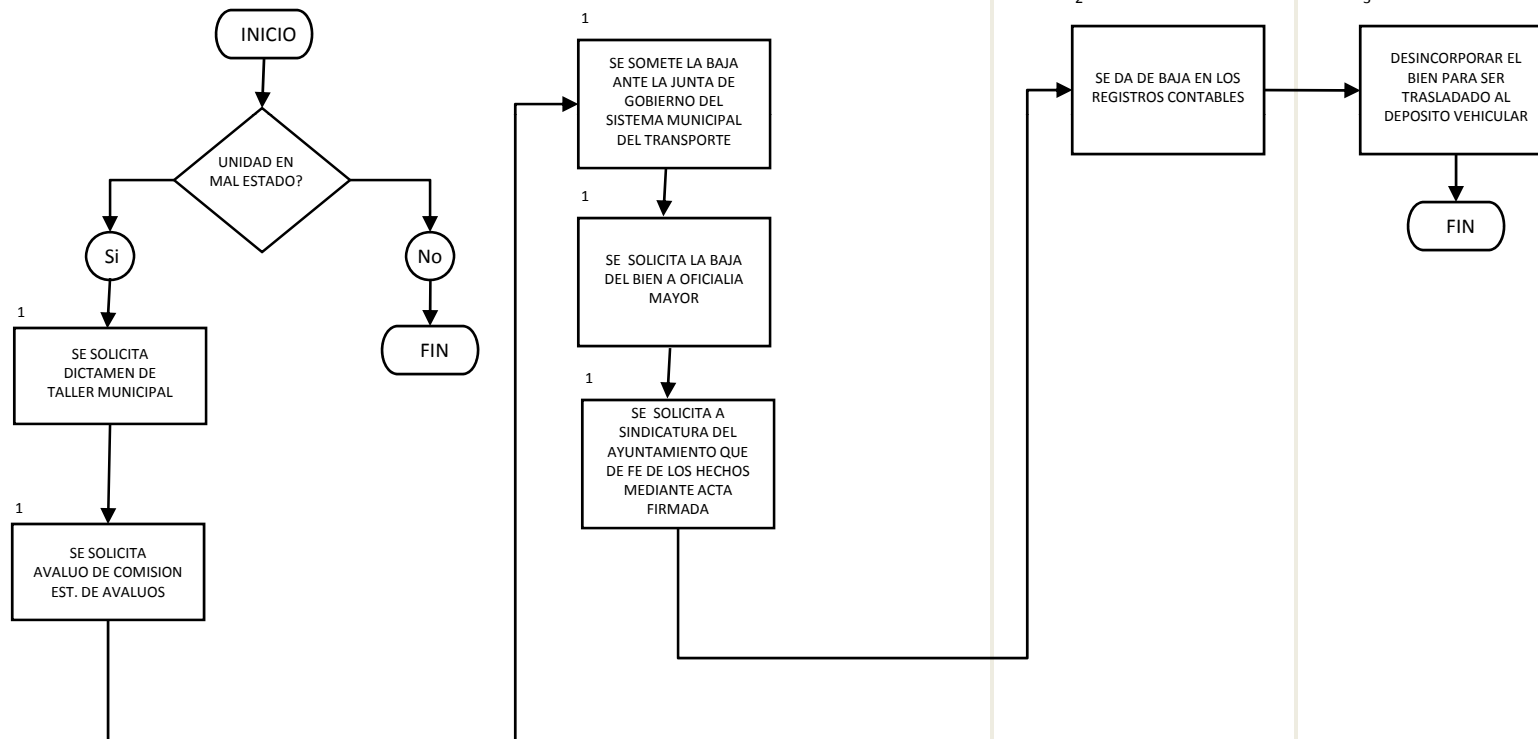 INICIO
UNIDAD EN
MAL ESTADO?
Si
No
FIN
1
SE SOLICITA
DICTAMEN DE
TALLER MUNICIPAL
1
SE SOLICITA
AVALUO DE COMISION
EST. DE AVALUOS
1
SE SOMETE LA BAJA
ANTE LA JUNTA DE
GOBIERNO DEL
SISTEMA MUNICIPAL
DEL TRANSPORTE
1
SE SOLICITA LA BAJA
DEL BIEN A OFICIALIA
MAYOR
1
SE SOLICITA A
SINDICATURA DEL
AYUNTAMIENTO QUE
DE FE DE LOS HECHOS
MEDIANTE ACTA
FIRMADA
2
SE DA DE BAJA EN LOS
REGISTROS CONTABLES
DESINCORPORAR EL
BIEN PARA SER
TRASLADADO AL
DEPOSITO VEHICULAR
FIN